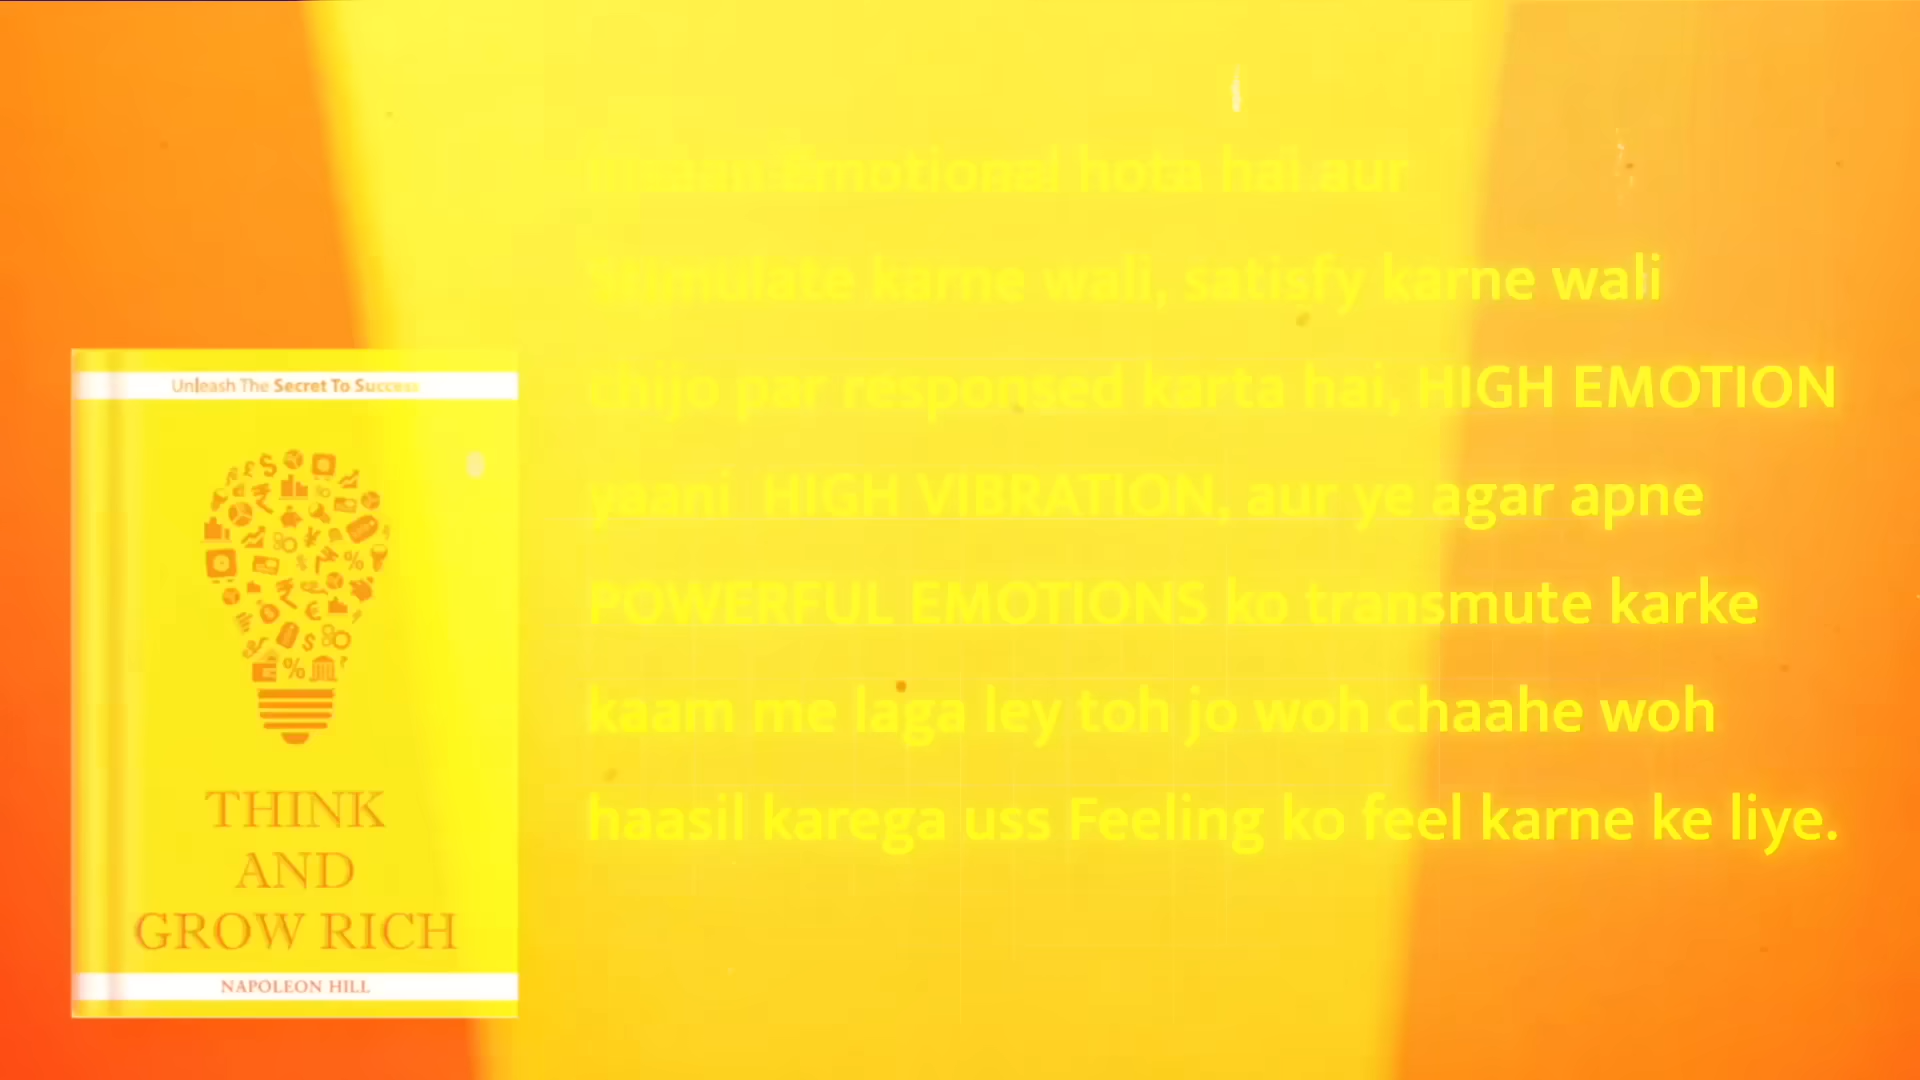 Insaan Emotional hota hai aur
Stimulate karne wali, satisfy karne wali
chijo par responsed karta hai, HIGH EMOTION
yaani HIGH VIBRATION, aur ye agar apne
POWERFUL EMOTIONS ko transmute karke
kaam me laga ley toh jo woh chaahe woh
haasil karega uss Feeling ko feel karne ke liye.
Unleash The Secret To Success
THINK
AND
GROW RICH
NAPOLEON HILL